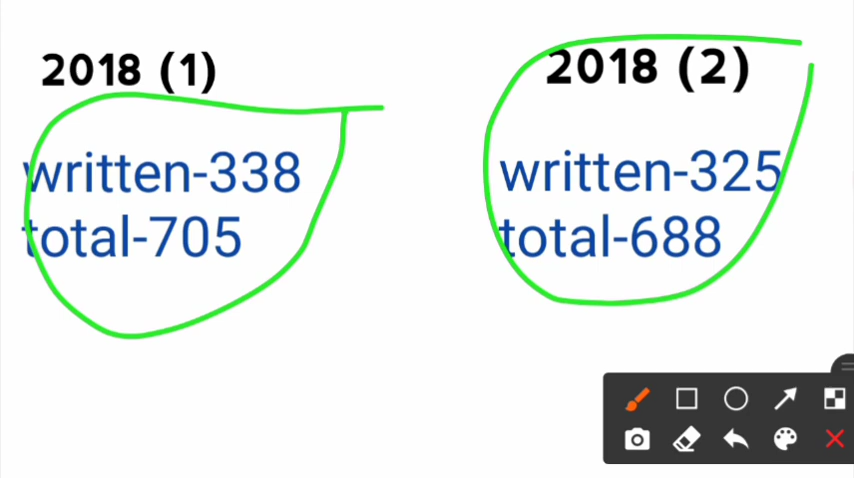 2018 (1)
written-338
total-705
2018 (2)
written-325
total-688